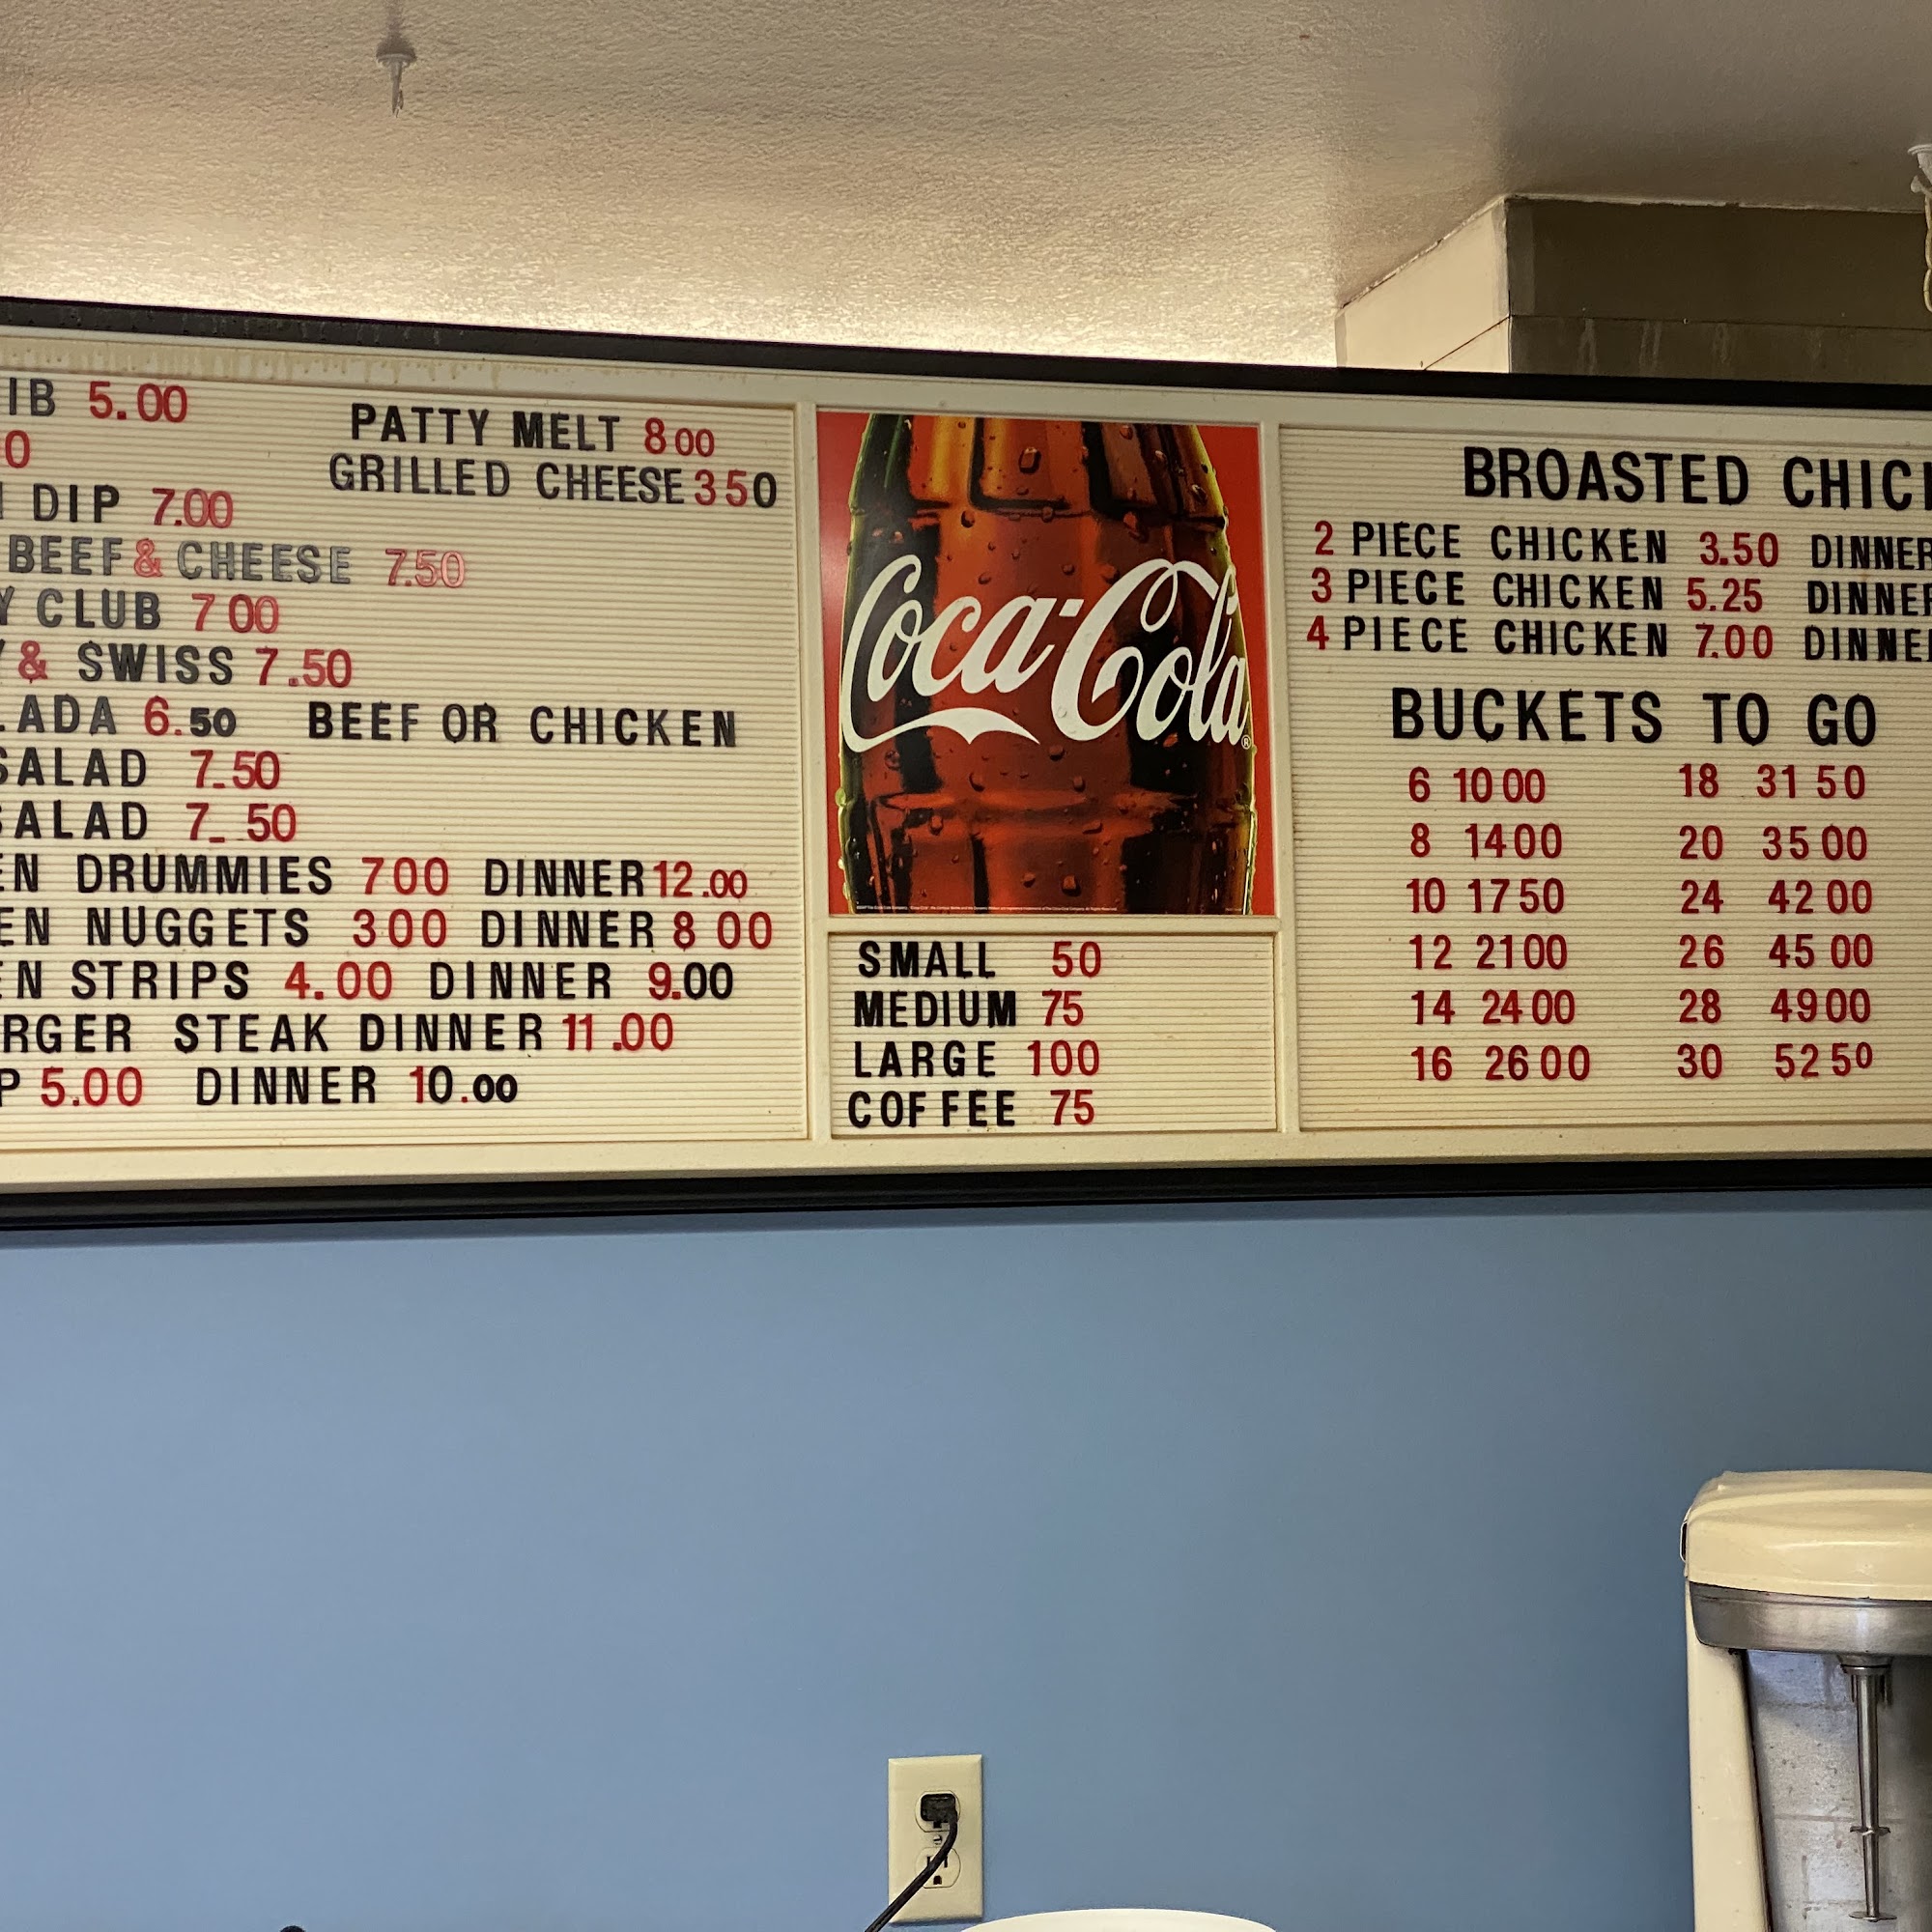 IB 5.00
0
DIP 7.00
BEEF & CHEESE 7.50
Y CLUB 7 00
& SWISS 7.50
LADA 6.50 BEEF OR CHICKEN
SALAD 7.50
SALAD 7.50
EN DRUMMIES 7 00 DINNER 12.00
EN NUGGETS 3 00 DINNER 8 00
EN STRIPS 4.00 DINNER 9.00
RGER STEAK DINNER 11.00
P 5.00 DINNER 10.00
PATTY MELT 8 00
GRILLED CHEESE 3 50
Coca-Cola
SMALL 50
MEDIUM 75
LARGE 100
COFFEE 75
BROASTED CHIC
2 PIECE CHICKEN 3.50 DINNER
3 PIECE CHICKEN 5.25 DINNER
4 PIECE CHICKEN 7.00 DINNER
BUCKETS TO GO
6 10 00 18 31 50
8 14 00 20 35 00
10 17 50 24 42 00
12 21 00 26 45 00
14 24 00 28 49 00
16 26 00 30 52 50